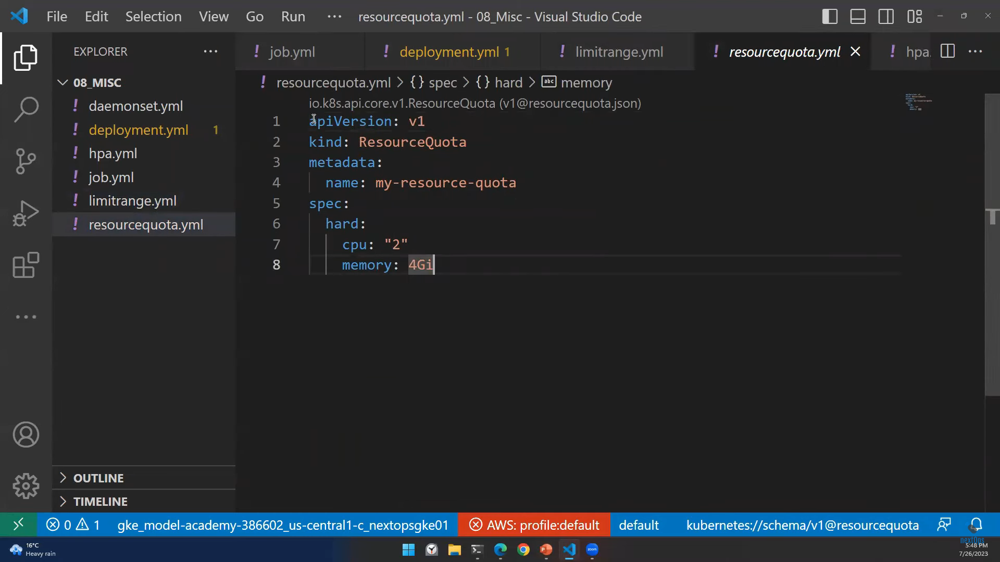 File Edit Selection View Go Run ··· resourcequota.yml - 08_Misc - Visual Studio Code
EXPLORER ···
08_MISC
! daemonset.yml
! deployment.yml 1
! hpa.yml
! job.yml
! limitrange.yml
! resourcequota.yml
OUTLINE
TIMELINE
! job.yml ! deployment.yml 1 ! limitrange.yml ! resourcequota.yml ! hpa. ···
! resourcequota.yml > {} spec > {} hard > abc memory
io.k8s.api.core.v1.ResourceQuota (v1@resourcequota.json)
1 apiVersion: v1
2 kind: ResourceQuota
3 metadata:
4 name: my-resource-quota
5 spec:
6 hard:
7 cpu: "2"
8 memory: 4Gi
0 1 gke_model-academy-386602_us-central1-c_nextopsgke01 AWS: profile:default default kubernetes://schema/v1@resourcequota
16°C
Heavy rain
zoom
nextOps
5:48 PM
7/26/2023